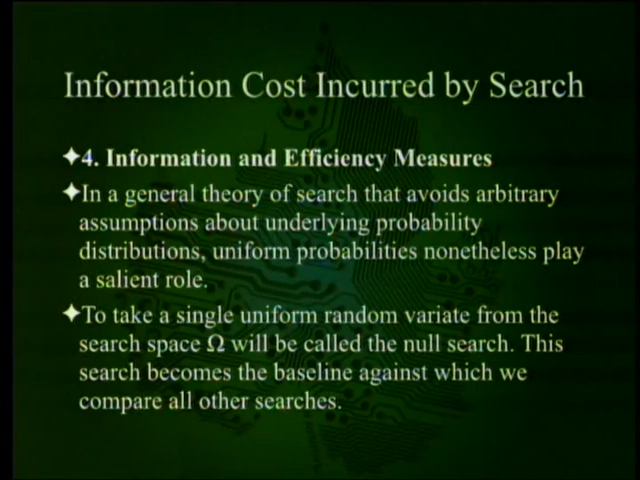 Information Cost Incurred by Search
✦4. Information and Efficiency Measures
✦In a general theory of search that avoids arbitrary
assumptions about underlying probability
distributions, uniform probabilities nonetheless play
a salient role.
✦To take a single uniform random variate from the
search space Ω will be called the null search. This
search becomes the baseline against which we
compare all other searches.